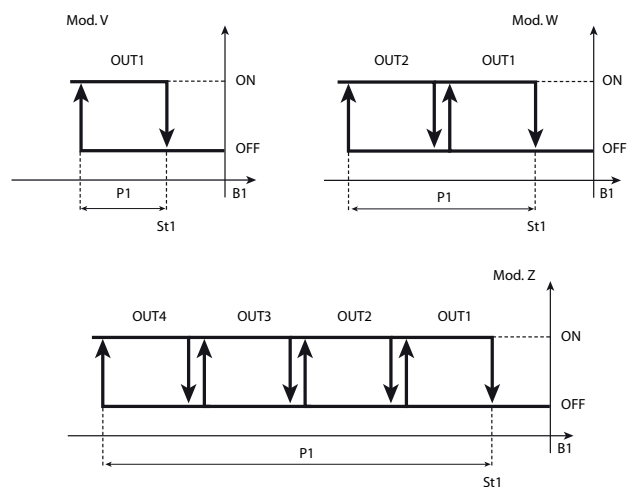 Mod. V
OUT1
ON
OFF
P1
B1
St1
Mod. W
OUT2 OUT1
ON
OFF
P1
B1
St1
Mod. Z
OUT4 OUT3 OUT2 OUT1
ON
OFF
P1
B1
St1